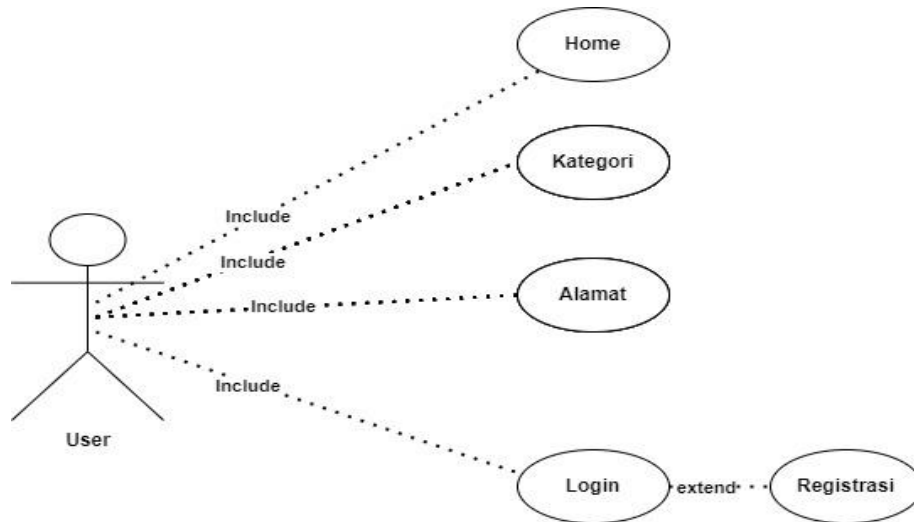 Home
Kategori
Include
Include
Alamat
Include
Include
User
Login
extend
Registrasi